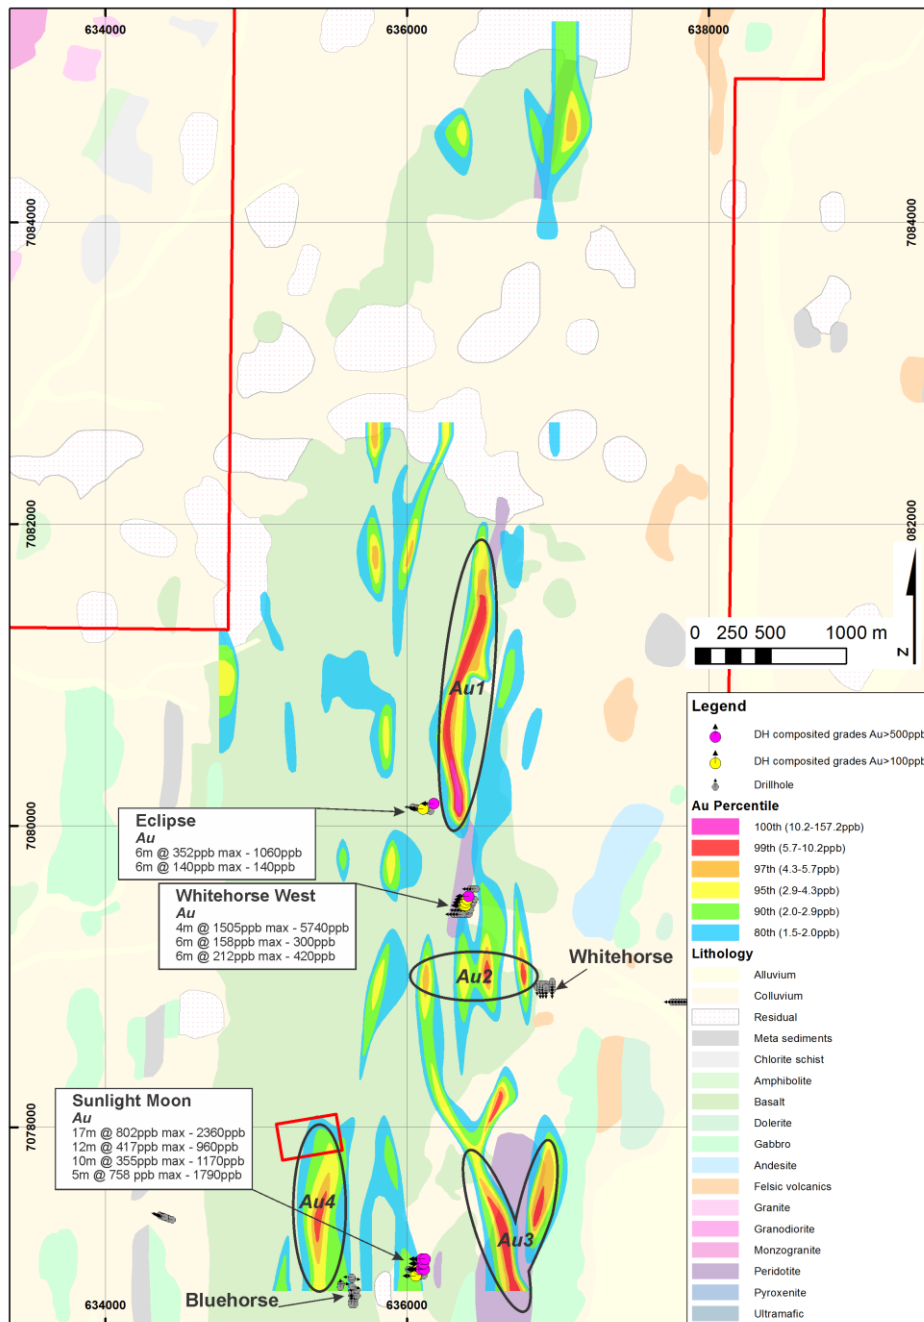 634000
636000
638000
7084000
7084000
7082000
082000
0 250 500 1000 m
N
Au1
7080000
Eclipse
Au
6m @ 352ppb max - 1060ppb
6m @ 140ppb max - 140ppb
Whitehorse West
Au
4m @ 1505ppb max - 5740ppb
6m @ 158ppb max - 300ppb
6m @ 212ppb max - 420ppb
Whitehorse
Au2
7078000
Sunlight Moon
Au
17m @ 802ppb max - 2360ppb
12m @ 417ppb max - 960ppb
10m @ 355ppb max - 1170ppb
5m @ 758 ppb max - 1790ppb
Au4
Au3
Bluehorse
634000
636000
Legend
DH composited grades Au>500ppb
DH composited grades Au>100ppb
Drillhole
Au Percentile
100th (10.2-157.2ppb)
99th (5.7-10.2ppb)
97th (4.3-5.7ppb)
95th (2.9-4.3ppb)
90th (2.0-2.9ppb)
80th (1.5-2.0ppb)
Lithology
Alluvium
Colluvium
Residual
Meta sediments
Chlorite schist
Amphibolite
Basalt
Dolerite
Gabbro
Andesite
Felsic volcanics
Granite
Granodiorite
Monzogranite
Peridotite
Pyroxenite
Ultramafic